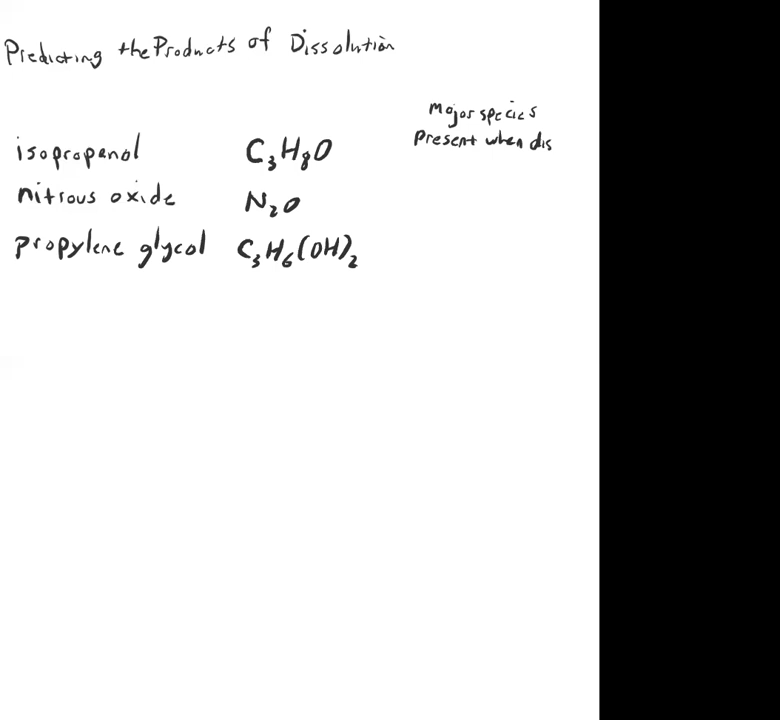 Predicting the Products of Dissolution
Major species
Present when dis
isopropanol C₃H₈O
nitrous oxide N₂O
propylene glycol C₃H₆(OH)₂